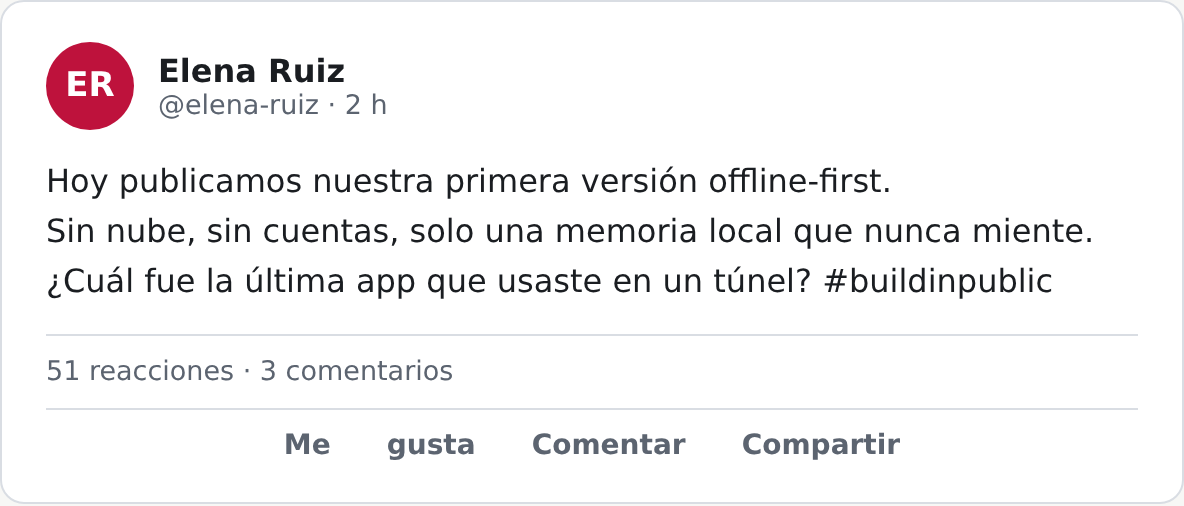 ER
Elena Ruiz
@elena-ruiz · 2 h
Hoy publicamos nuestra primera versión offline-first.
Sin nube, sin cuentas, solo una memoria local que nunca miente.
¿Cuál fue la última app que usaste en un túnel? #buildinpublic
51 reacciones · 3 comentarios
Me gusta Comentar Compartir